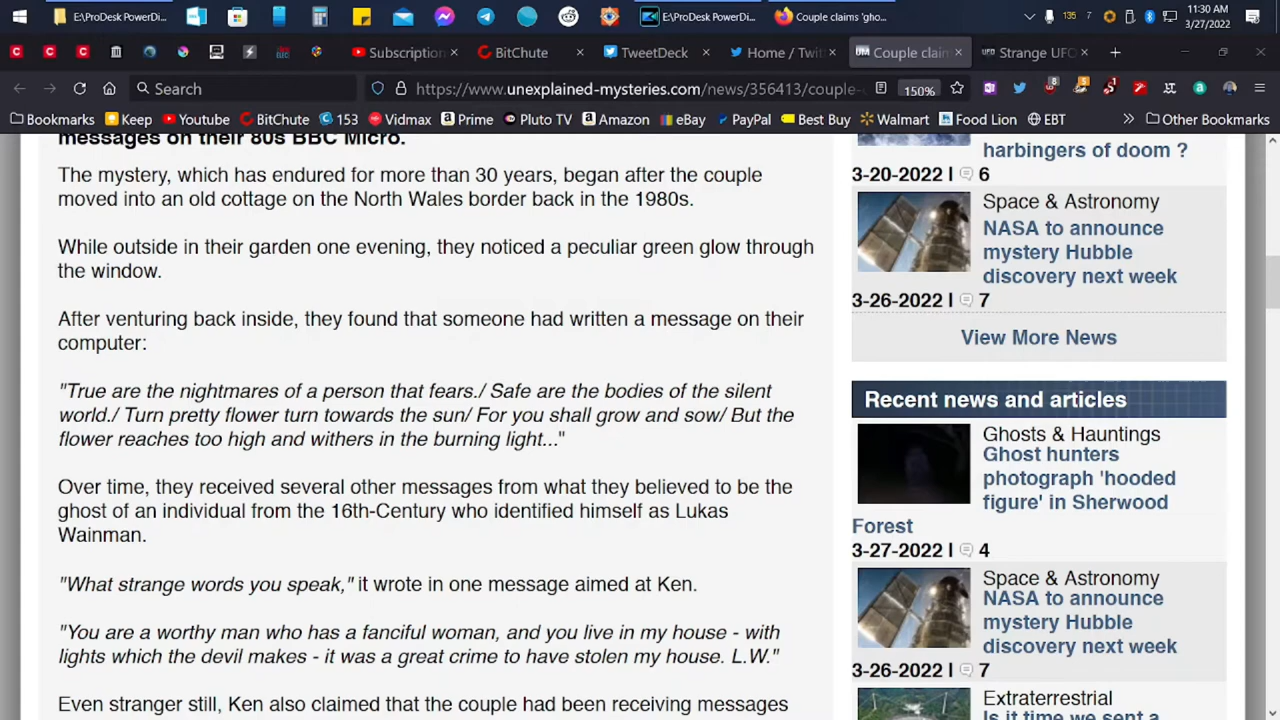 E:\ProDesk PowerDi...
E:\ProDesk PowerDi...
Couple claims 'gho...
135
7
11:30 AM
3/27/2022
Subscription
BitChute
TweetDeck
Home / Twit
Couple clain
Strange UFO
Search
https://www.unexplained-mysteries.com/news/356413/couple-
150%
Bookmarks
Keep
Youtube
BitChute
153
Vidmax
Prime
Pluto TV
Amazon
eBay
PayPal
Best Buy
Walmart
Food Lion
EBT
Other Bookmarks
messages on their 80s BBC Micro.
The mystery, which has endured for more than 30 years, began after the couple
moved into an old cottage on the North Wales border back in the 1980s.
While outside in their garden one evening, they noticed a peculiar green glow through
the window.
After venturing back inside, they found that someone had written a message on their
computer:
"True are the nightmares of a person that fears./ Safe are the bodies of the silent
world./ Turn pretty flower turn towards the sun/ For you shall grow and sow/ But the
flower reaches too high and withers in the burning light..."
Over time, they received several other messages from what they believed to be the
ghost of an individual from the 16th-Century who identified himself as Lukas
Wainman.
"What strange words you speak," it wrote in one message aimed at Ken.
"You are a worthy man who has a fanciful woman, and you live in my house - with
lights which the devil makes - it was a great crime to have stolen my house. L.W."
Even stranger still, Ken also claimed that the couple had been receiving messages
harbingers of doom ?
3-20-2022 | 6
Space & Astronomy
NASA to announce
mystery Hubble
discovery next week
3-26-2022 | 7
View More News
Recent news and articles
Ghosts & Hauntings
Ghost hunters
photograph 'hooded
figure' in Sherwood
Forest
3-27-2022 | 4
Space & Astronomy
NASA to announce
mystery Hubble
discovery next week
3-26-2022 | 7
Extraterrestrial
Is it time we sent a